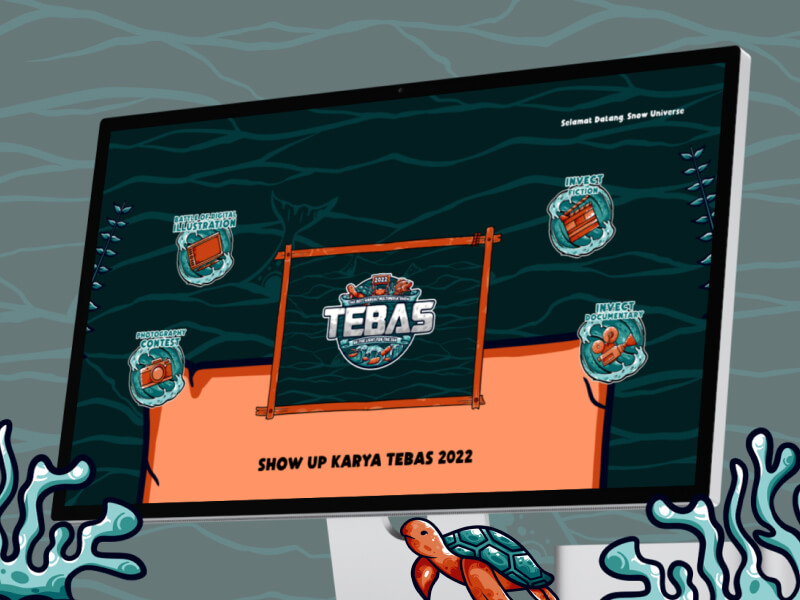 Selamat Datang, Snow Universe
INVECT
FICTION
BATTLE OF DIGITAL
ILLUSTRATION
2022
TEBAS
INVECT
DOCUMENTARY
PHOTOGRAPHY
CONTEST
SHOW UP KARYA TEBAS 2022